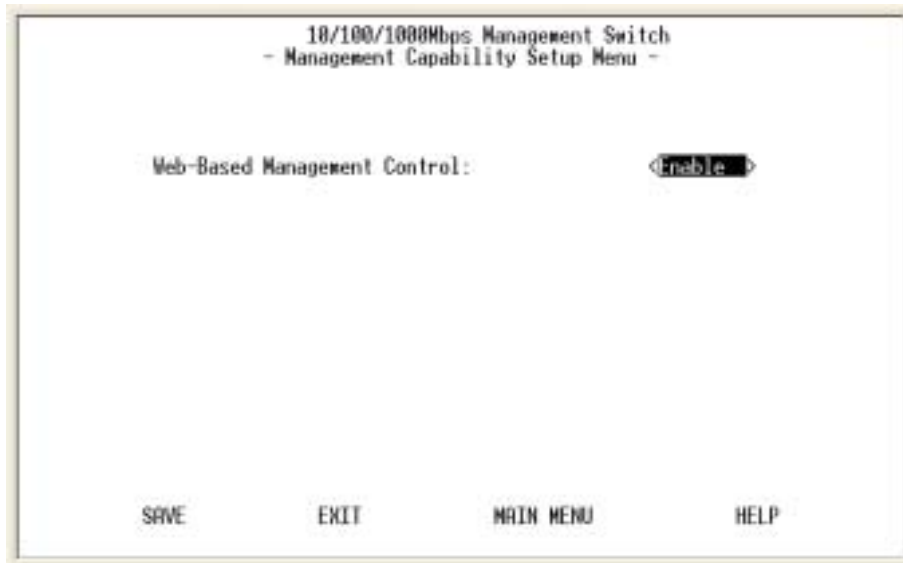 10/100/1000Mbps Management Switch
- Management Capability Setup Menu -
Web-Based Management Control: <Enable >
SAVE EXIT MAIN MENU HELP